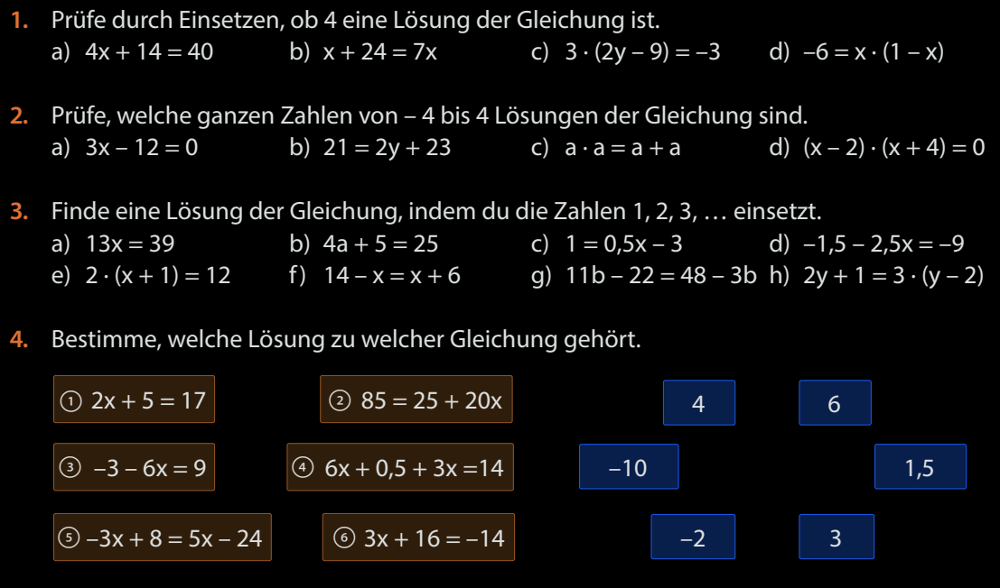 1. Prüfe durch Einsetzen, ob 4 eine Lösung der Gleichung ist.
a) 4x + 14 = 40 b) x + 24 = 7x c) 3 · (2y – 9) = –3 d) –6 = x · (1 – x)
2. Prüfe, welche ganzen Zahlen von – 4 bis 4 Lösungen der Gleichung sind.
a) 3x – 12 = 0 b) 21 = 2y + 23 c) a · a = a + a d) (x – 2) · (x + 4) = 0
3. Finde eine Lösung der Gleichung, indem du die Zahlen 1, 2, 3, … einsetzt.
a) 13x = 39 b) 4a + 5 = 25 c) 1 = 0,5x – 3 d) –1,5 – 2,5x = –9
e) 2 · (x + 1) = 12 f) 14 – x = x + 6 g) 11b – 22 = 48 – 3b h) 2y + 1 = 3 · (y – 2)
4. Bestimme, welche Lösung zu welcher Gleichung gehört.
① 2x + 5 = 17 ② 85 = 25 + 20x 4 6
③ –3 – 6x = 9 ④ 6x + 0,5 + 3x =14 –10 1,5
⑤ –3x + 8 = 5x – 24 ⑥ 3x + 16 = –14 –2 3